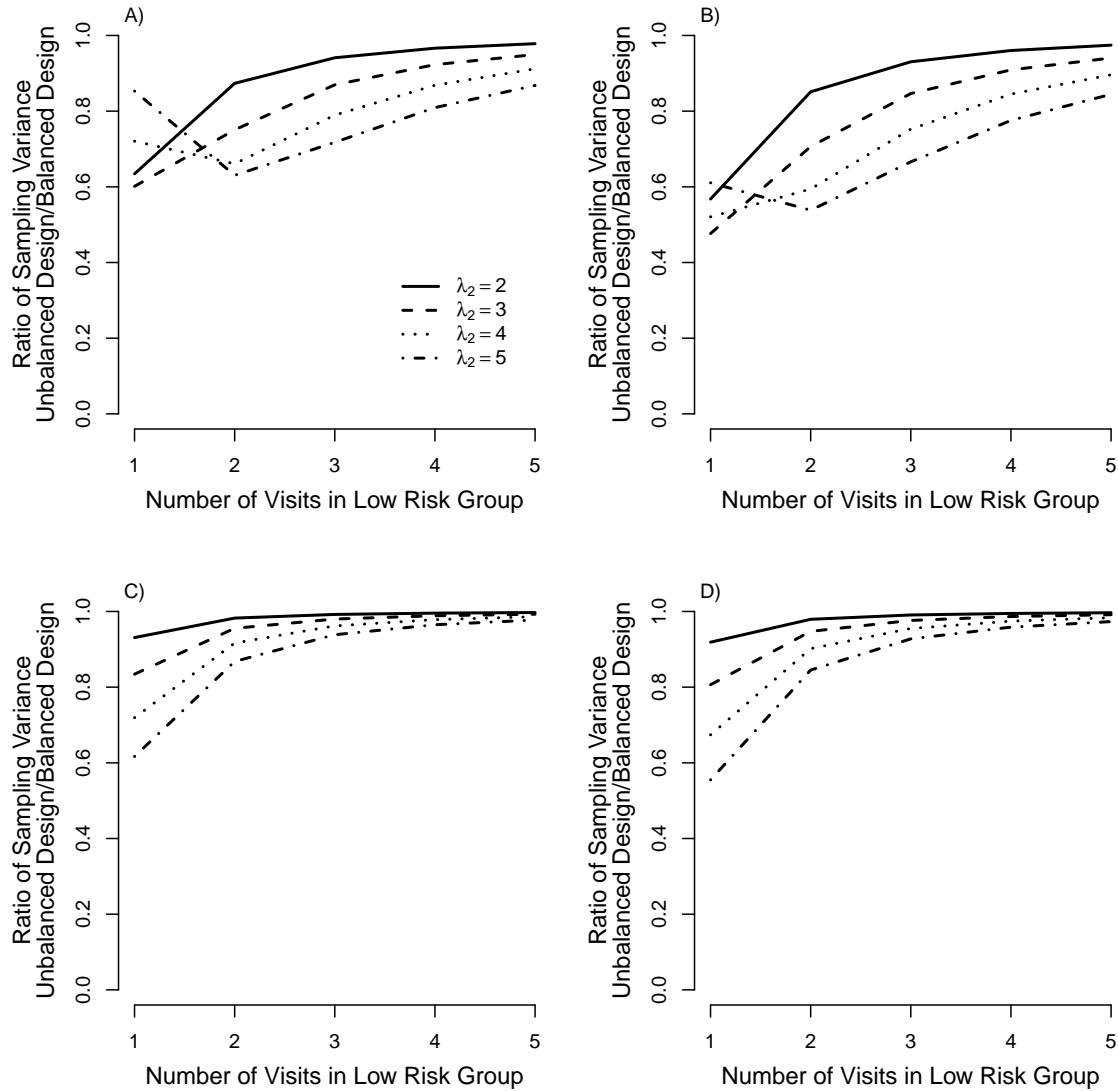 A)
Ratio of Sampling Variance
Unbalanced Design/Balanced Design
1.0
0.8
0.6
0.4
0.2
0.0
λ2 = 2
λ2 = 3
λ2 = 4
λ2 = 5
1 2 3 4 5
Number of Visits in Low Risk Group
B)
Ratio of Sampling Variance
Unbalanced Design/Balanced Design
1.0
0.8
0.6
0.4
0.2
0.0
1 2 3 4 5
Number of Visits in Low Risk Group
C)
Ratio of Sampling Variance
Unbalanced Design/Balanced Design
1.0
0.8
0.6
0.4
0.2
0.0
1 2 3 4 5
Number of Visits in Low Risk Group
D)
Ratio of Sampling Variance
Unbalanced Design/Balanced Design
1.0
0.8
0.6
0.4
0.2
0.0
1 2 3 4 5
Number of Visits in Low Risk Group